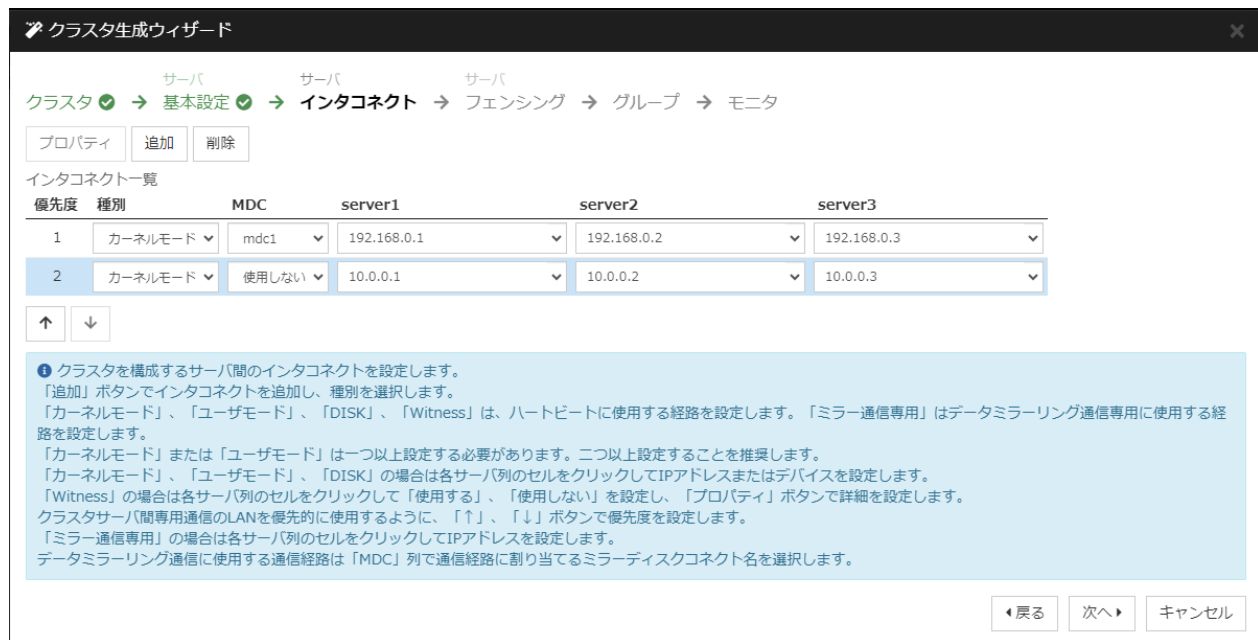 クラスタ生成ウィザード
サーバ サーバ サーバ
クラスタ → 基本設定 → インタコネクト → フェンシング → グループ → モニタ
プロパティ 追加 削除
インタコネクト一覧
優先度 種別 MDC server1 server2 server3
1 カーネルモード mdc1 192.168.0.1 192.168.0.2 192.168.0.3
2 カーネルモード 使用しない 10.0.0.1 10.0.0.2 10.0.0.3
↑ ↓
クラスタを構成するサーバ間のインタコネクトを設定します。
「追加」ボタンでインタコネクトを追加し、種別を選択します。
「カーネルモード」、「ユーザモード」、「DISK」、「Witness」は、ハートビートに使用する経路を設定します。「ミラー通信専用」はデータミラーリング通信専用に使用する経
路を設定します。
「カーネルモード」または「ユーザモード」は一つ以上設定する必要があります。二つ以上設定することを推奨します。
「カーネルモード」、「ユーザモード」、「DISK」の場合は各サーバ列のセルをクリックしてIPアドレスまたはデバイスを設定します。
「Witness」の場合は各サーバ列のセルをクリックして「使用する」、「使用しない」を設定し、「プロパティ」ボタンで詳細を設定します。
クラスタサーバ間専用通信のLANを優先的に使用するように、「↑」、「↓」ボタンで優先度を設定します。
「ミラー通信専用」の場合は各サーバ列のセルをクリックしてIPアドレスを設定します。
データミラーリング通信に使用する通信経路は「MDC」列で通信経路に割り当てるミラーディスクコネクト名を選択します。
戻る 次へ キャンセル